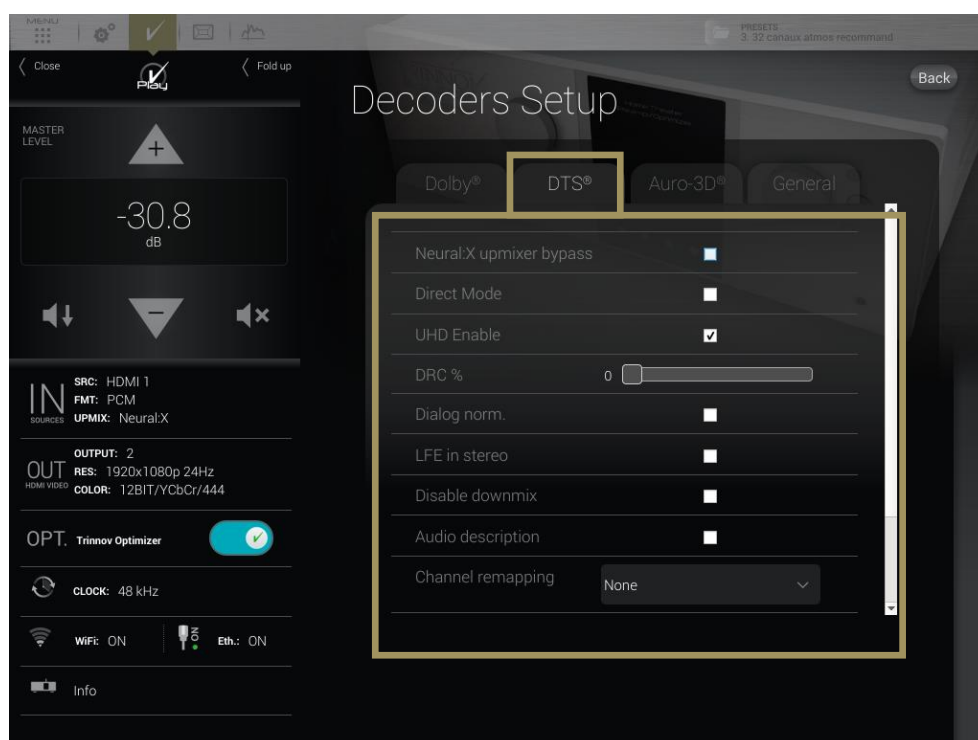 MENU
PRESETS
3. 32 canaux atmos recommand
Close
Play
Fold up
MASTER
LEVEL
+
-30.8
dB
−
IN
SOURCES
SRC: HDMI 1
FMT: PCM
UPMIX: Neural:X
OUT
HDMI VIDEO
OUTPUT: 2
RES: 1920x1080p 24Hz
COLOR: 12BIT/YCbCr/444
OPT. Trinnov Optimizer
CLOCK: 48 kHz
WiFi: ON
NO
Eth.: ON
Info
Decoders Setup
Back
Dolby®
DTS®
Auro-3D®
General
Neural:X upmixer bypass
Direct Mode
UHD Enable
DRC %
0
Dialog norm.
LFE in stereo
Disable downmix
Audio description
Channel remapping
None